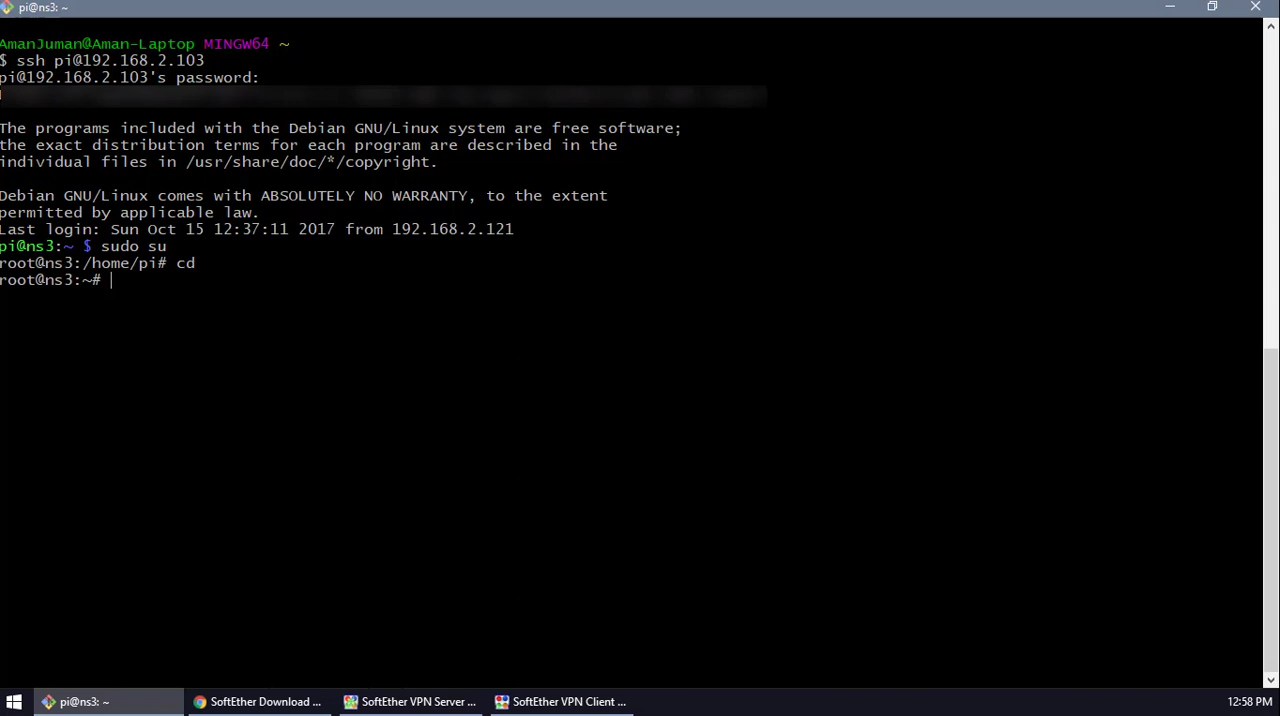 pi@ns3: ~
AmanJuman@Aman-Laptop MINGW64 ~
$ ssh pi@192.168.2.103
pi@192.168.2.103's password:
The programs included with the Debian GNU/Linux system are free software;
the exact distribution terms for each program are described in the
individual files in /usr/share/doc/*/copyright.
Debian GNU/Linux comes with ABSOLUTELY NO WARRANTY, to the extent
permitted by applicable law.
Last login: Sun Oct 15 12:37:11 2017 from 192.168.2.121
pi@ns3:~ $ sudo su
root@ns3:/home/pi# cd
root@ns3:~#
pi@ns3: ~ SoftEther Download ... SoftEther VPN Server ... SoftEther VPN Client ... 12:58 PM